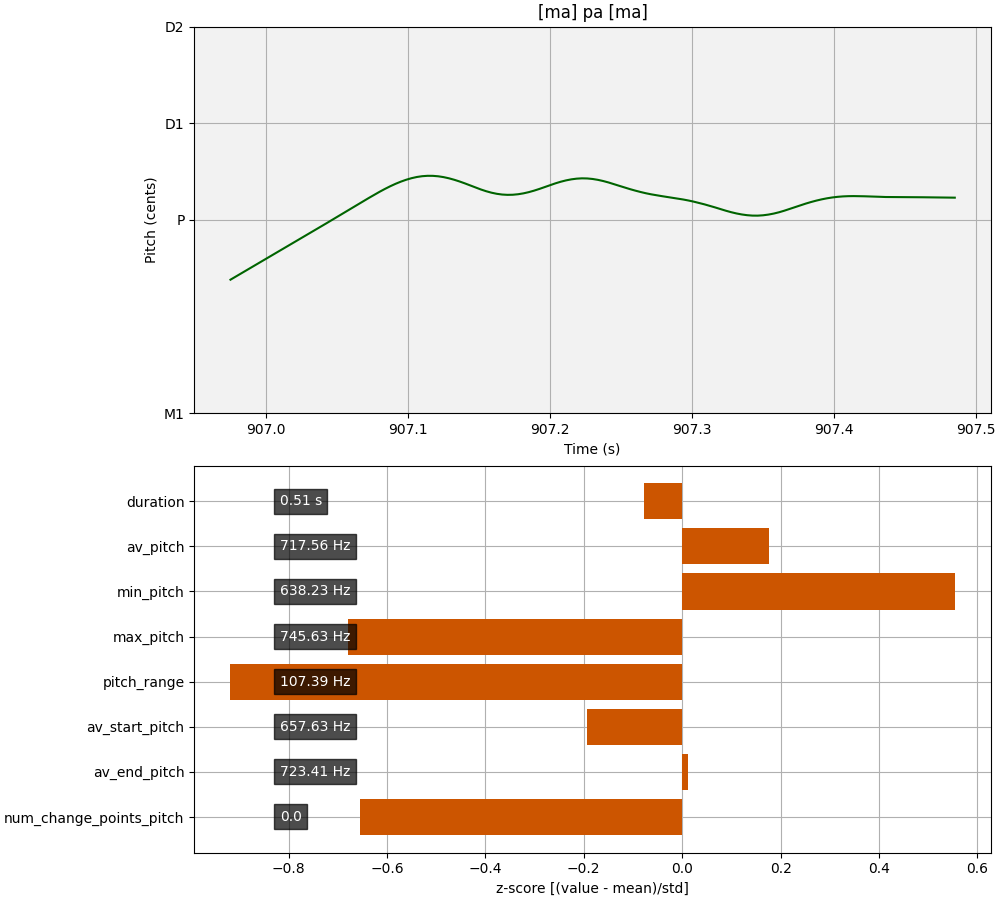 [ma] pa [ma]
D2
D1
P
M1
Pitch (cents)
907.0 907.1 907.2 907.3 907.4 907.5
Time (s)
duration 0.51 s
av_pitch 717.56 Hz
min_pitch 638.23 Hz
max_pitch 745.63 Hz
pitch_range 107.39 Hz
av_start_pitch 657.63 Hz
av_end_pitch 723.41 Hz
num_change_points_pitch 0.0
−0.8 −0.6 −0.4 −0.2 0.0 0.2 0.4 0.6
z-score [(value - mean)/std]